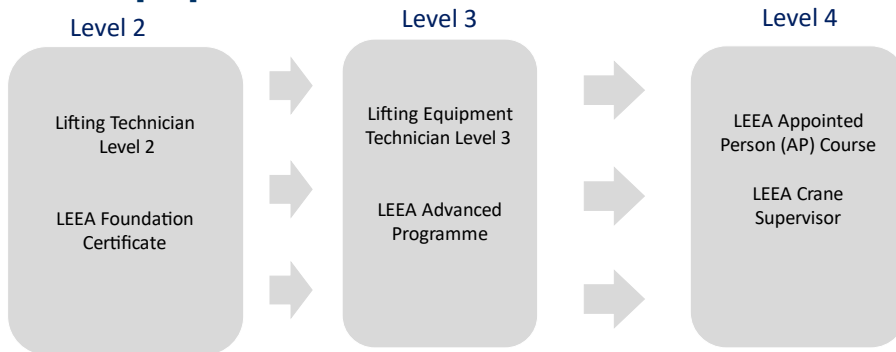 Level 2
Level 3
Level 4
Lifting Technician
Level 2
LEEA Foundation
Certificate
Lifting Equipment
Technician Level 3
LEEA Advanced
Programme
LEEA Appointed
Person (AP) Course
LEEA Crane
Supervisor